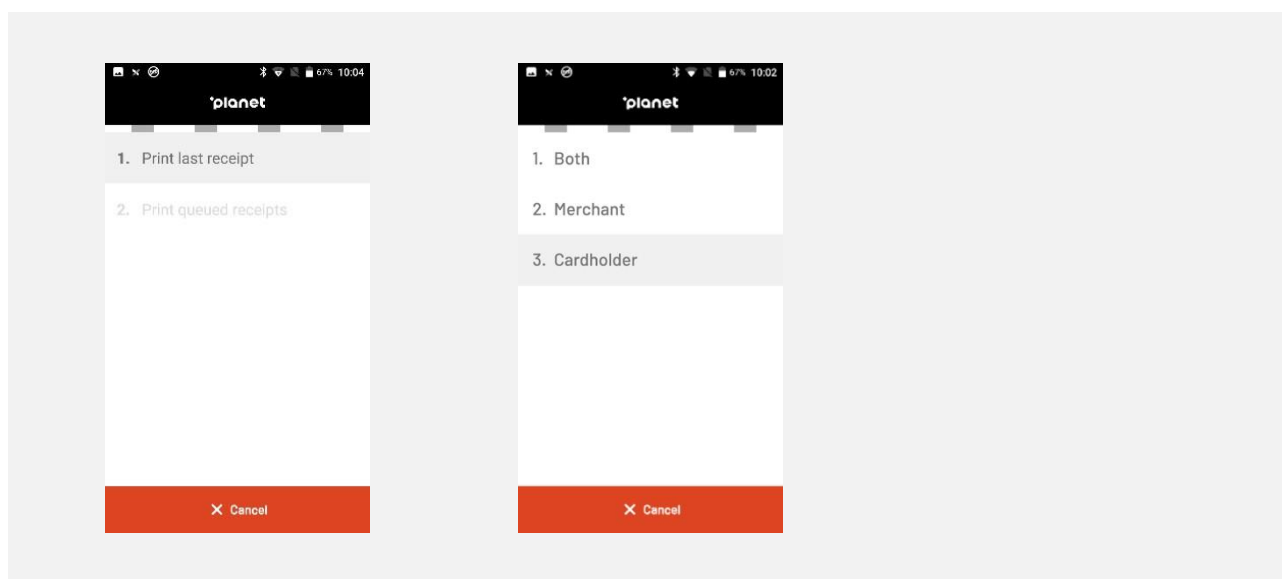 67% 10:04
planet
1. Print last receipt
2. Print queued receipts
X Cancel
67% 10:02
planet
1. Both
2. Merchant
3. Cardholder
X Cancel